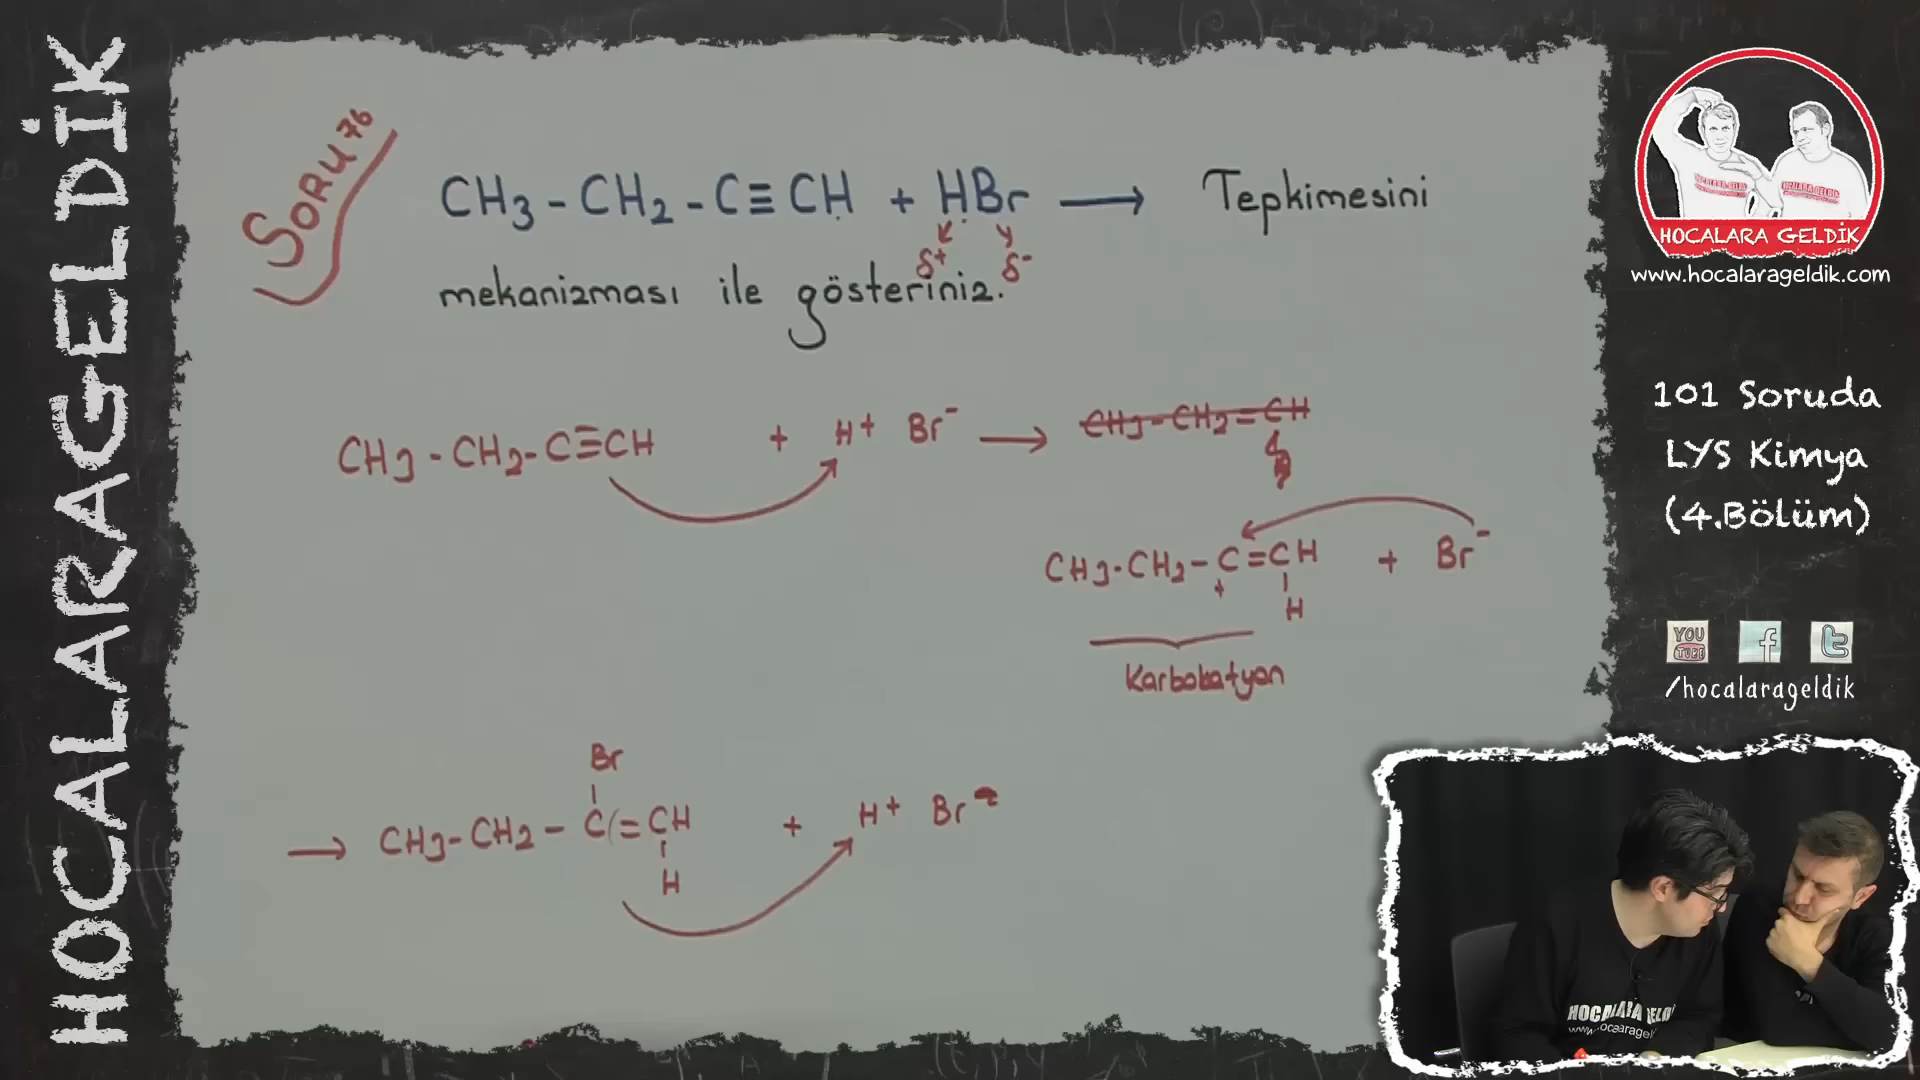 HOCALARAGELDİK
SORU 76
CH₃ - CH₂ - C ≡ CH + HBr ⟶ Tepkimesini
δ+ δ-
mekanizması ile gösteriniz.
CH₃ - CH₂ - C ≡ CH + H+ Br- ⟶ CH₃ - CH₂ = CH
CH₃ - CH₂ - C = CH + Br-
+ H
Karbokatyon
Br
⟶ CH₃ - CH₂ - C (= CH + H+ Br-
H
HOCALARA GELDİK
www.hocalarageldik.com
101 Soruda
LYS Kimya
(4.Bölüm)
YOU
TUBE
f
t
/hocalarageldik